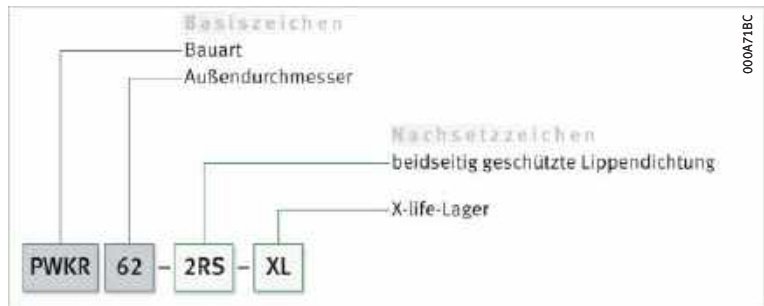 Basiszeichen
Bauart
Außendurchmesser
Nachsetzzeichen
beidseitig geschützte Lippendichtung
X-life-Lager
PWKR 62 – 2RS – XL
000A71BC